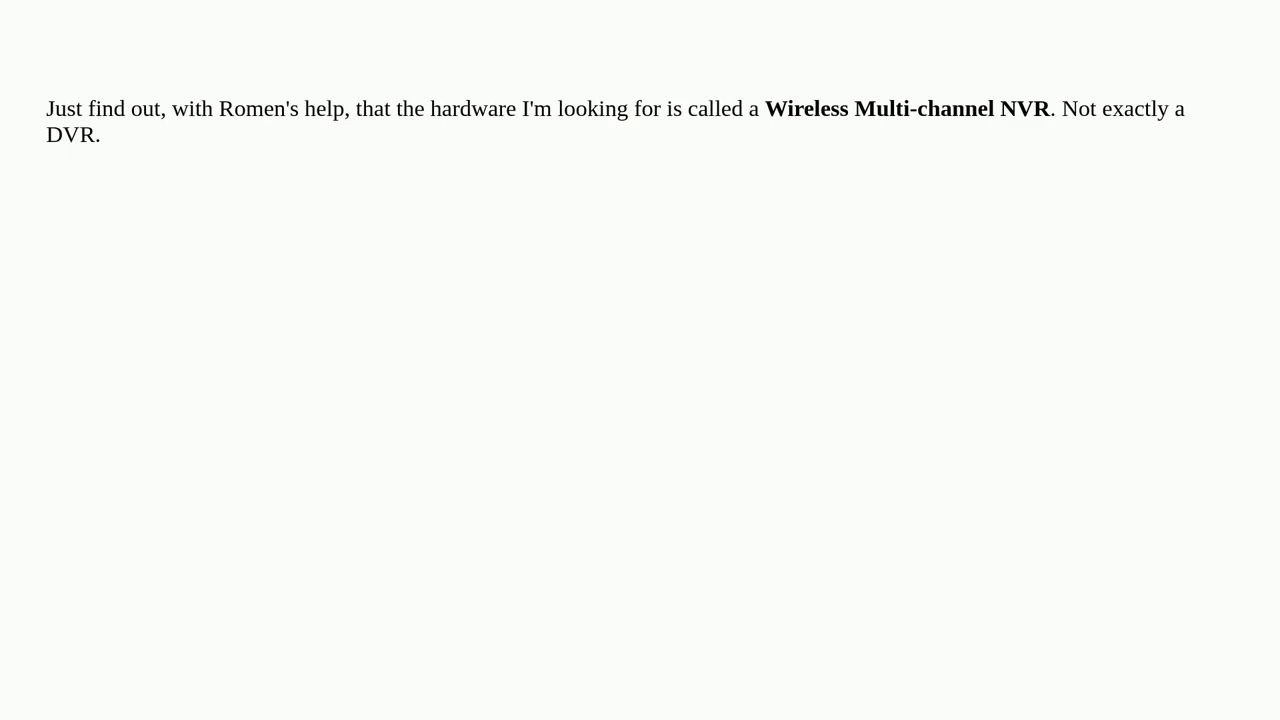 Just find out, with Romen's help, that the hardware I'm looking for is called a Wireless Multi-channel NVR. Not exactly a
DVR.